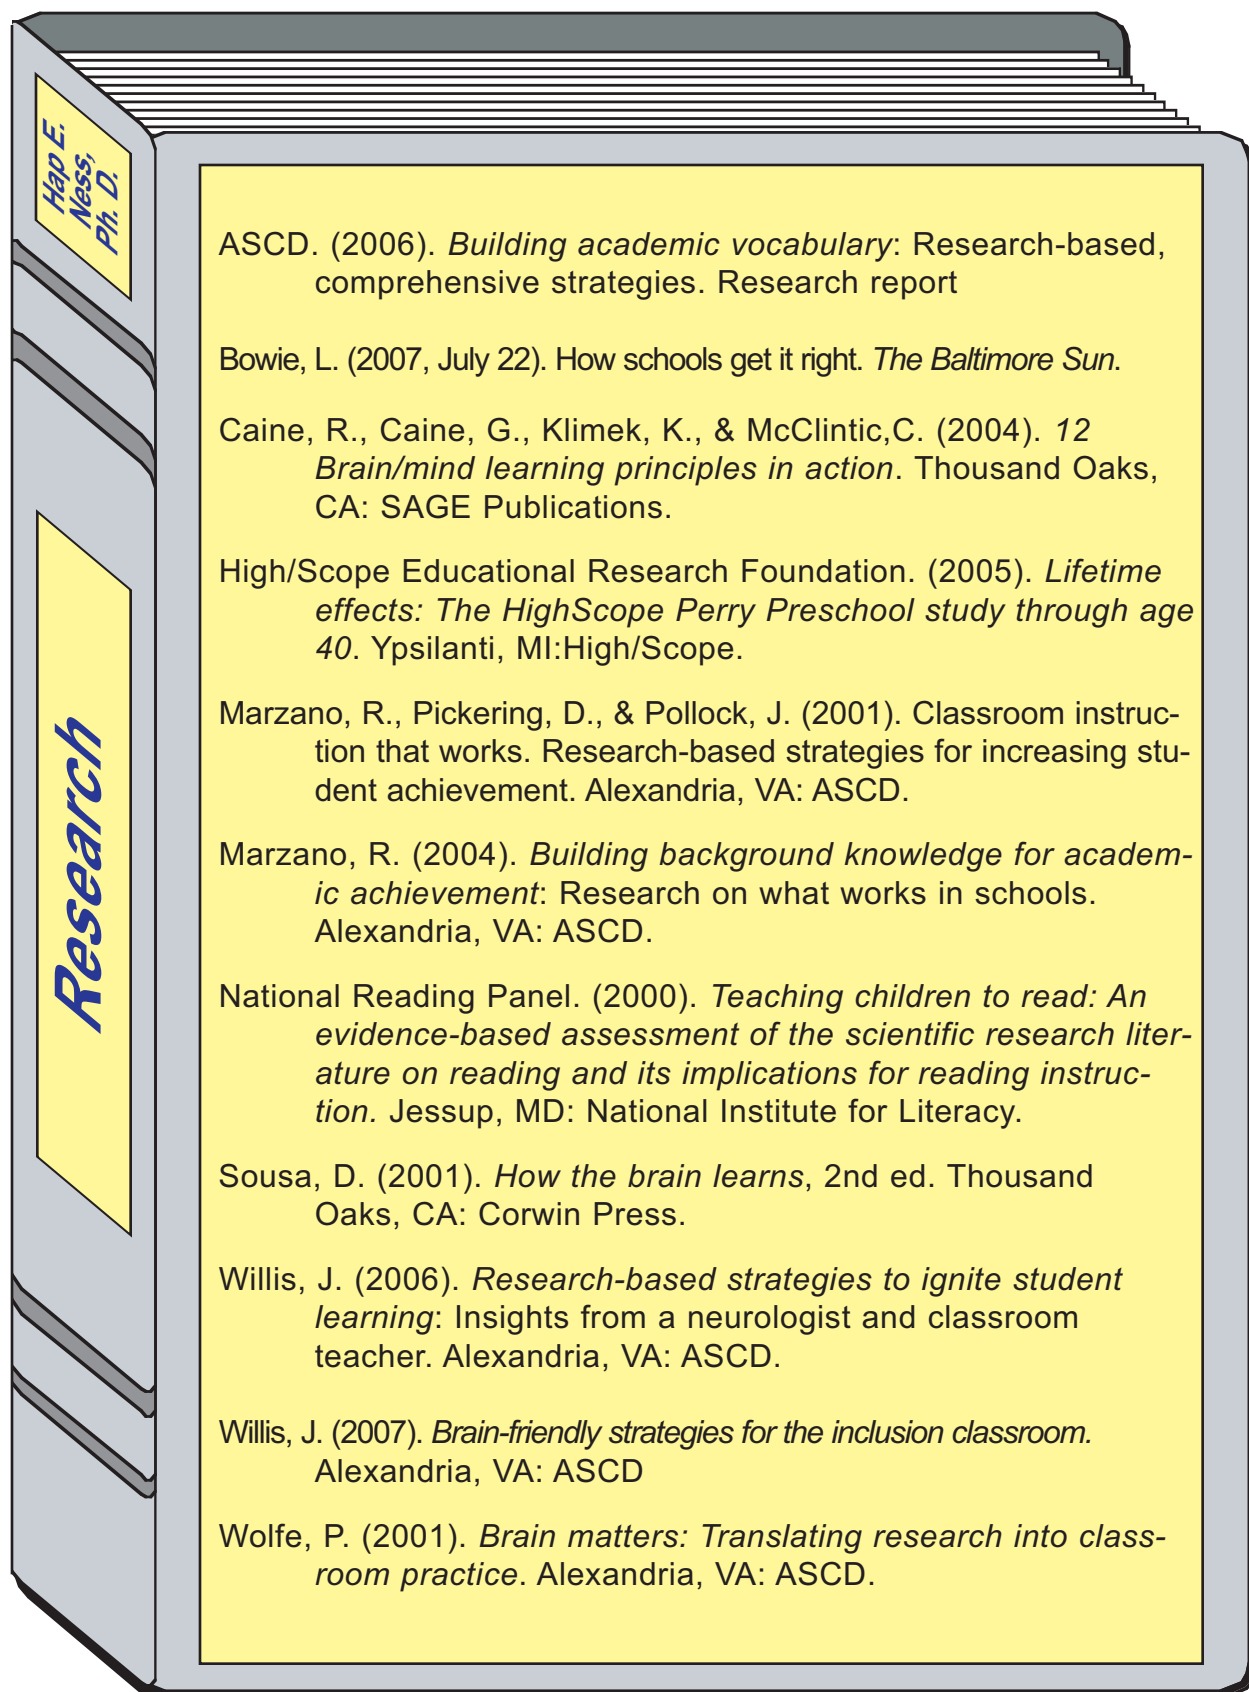 Hap E.
Ness,
Ph. D.
Research
ASCD. (2006). Building academic vocabulary: Research-based,
comprehensive strategies. Research report
Bowie, L. (2007, July 22). How schools get it right. The Baltimore Sun.
Caine, R., Caine, G., Klimek, K., & McClintic,C. (2004). 12
Brain/mind learning principles in action. Thousand Oaks,
CA: SAGE Publications.
High/Scope Educational Research Foundation. (2005). Lifetime
effects: The HighScope Perry Preschool study through age
40. Ypsilanti, MI:High/Scope.
Marzano, R., Pickering, D., & Pollock, J. (2001). Classroom instruc-
tion that works. Research-based strategies for increasing stu-
dent achievement. Alexandria, VA: ASCD.
Marzano, R. (2004). Building background knowledge for academ-
ic achievement: Research on what works in schools.
Alexandria, VA: ASCD.
National Reading Panel. (2000). Teaching children to read: An
evidence-based assessment of the scientific research liter-
ature on reading and its implications for reading instruc-
tion. Jessup, MD: National Institute for Literacy.
Sousa, D. (2001). How the brain learns, 2nd ed. Thousand
Oaks, CA: Corwin Press.
Willis, J. (2006). Research-based strategies to ignite student
learning: Insights from a neurologist and classroom
teacher. Alexandria, VA: ASCD.
Willis, J. (2007). Brain-friendly strategies for the inclusion classroom.
Alexandria, VA: ASCD
Wolfe, P. (2001). Brain matters: Translating research into class-
room practice. Alexandria, VA: ASCD.